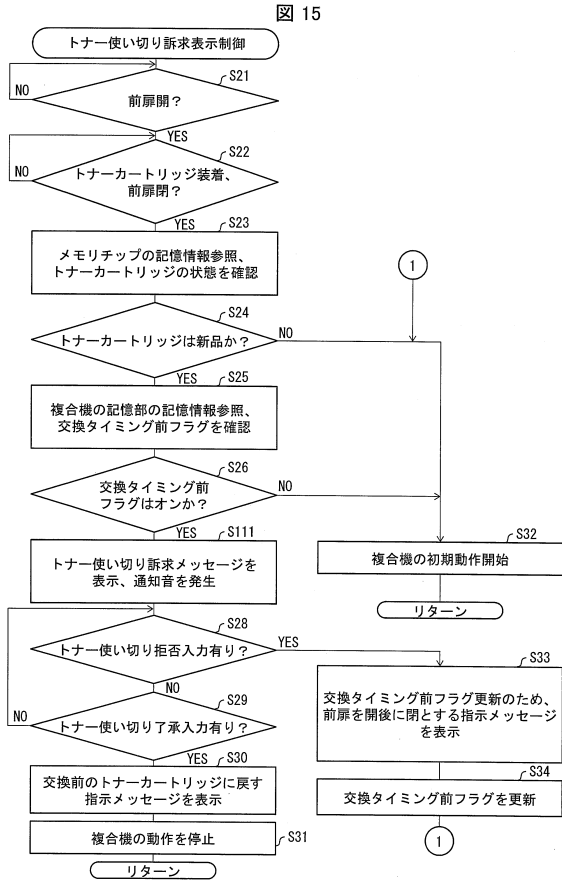 図 15
トナー使い切り訴求表示制御
S21
前扉開？
NO
YES
S22
トナーカートリッジ装着、
前扉閉？
NO
YES
S23
メモリチップの記憶情報参照、
トナーカートリッジの状態を確認
1
S24
トナーカートリッジは新品か？
NO
YES
S25
複合機の記憶部の記憶情報参照、
交換タイミング前フラグを確認
S26
交換タイミング前
フラグはオンか？
NO
YES
S111
トナー使い切り訴求メッセージを
表示、通知音を発生
S32
複合機の初期動作開始
リターン
S28
トナー使い切り拒否入力有り？
YES
NO
S29
トナー使い切り了承入力有り？
NO
YES
S30
交換前のトナーカートリッジに戻す
指示メッセージを表示
S31
複合機の動作を停止
リターン
S33
交換タイミング前フラグ更新のため、
前扉を開後に閉とする指示メッセージ
を表示
S34
交換タイミング前フラグを更新
1